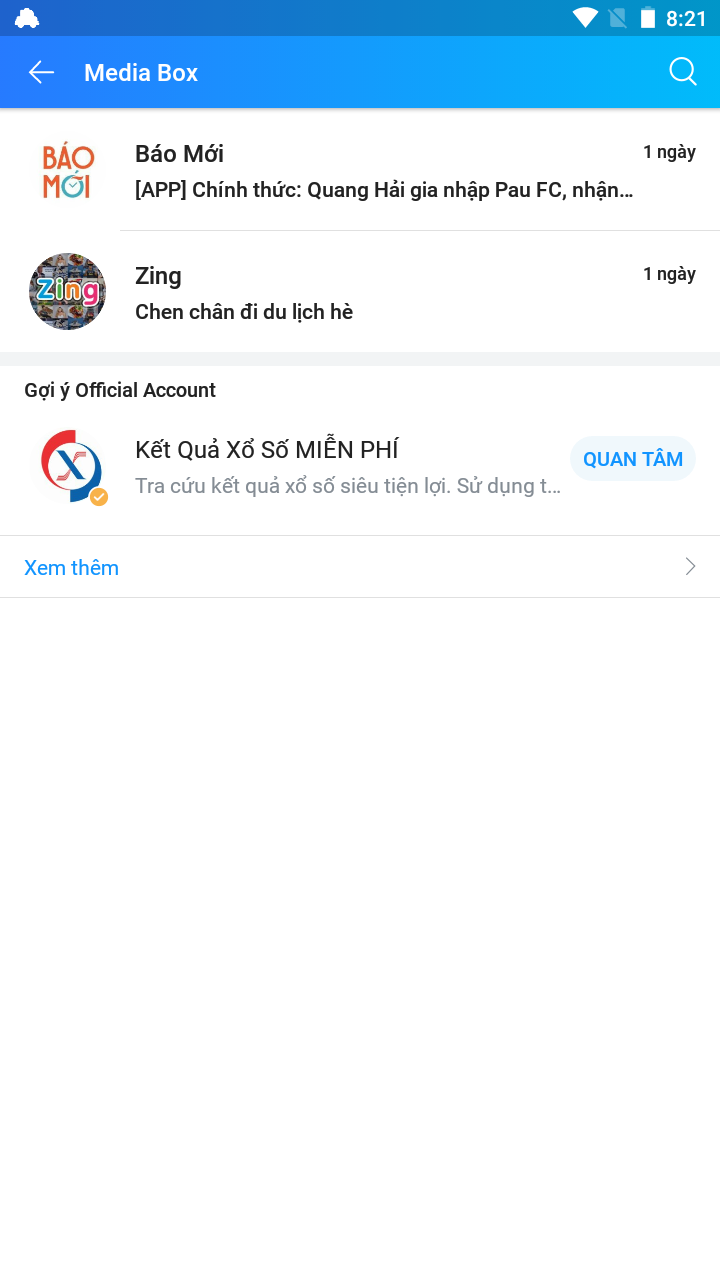 8:21
Media Box
BÁO
MỚI
Báo Mới
1 ngày
[APP] Chính thức: Quang Hải gia nhập Pau FC, nhận...
Zing
Zing
1 ngày
Chen chân đi du lịch hè
Gợi ý Official Account
X
Kết Quả Xổ Số MIỄN PHÍ
QUAN TÂM
Tra cứu kết quả xổ số siêu tiện lợi. Sử dụng t...
Xem thêm